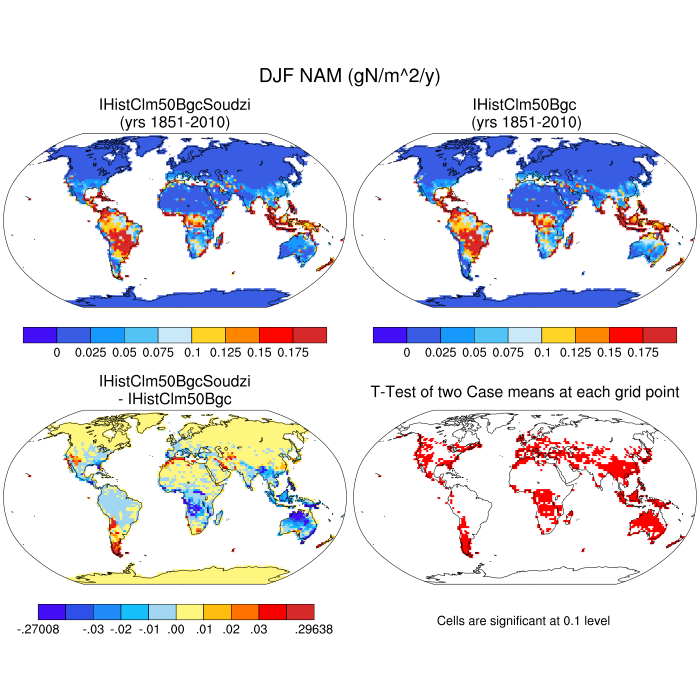 DJF NAM (gN/m^2/y)
IHistClm50BgcSoudzi
(yrs 1851-2010)
IHistClm50Bgc
(yrs 1851-2010)
0 0.025 0.05 0.075 0.1 0.125 0.15 0.175
0 0.025 0.05 0.075 0.1 0.125 0.15 0.175
IHistClm50BgcSoudzi
- IHistClm50Bgc
T-Test of two Case means at each grid point
-.27008 -.03 -.02 -.01 .00 .01 .02 .03 .29638
Cells are significant at 0.1 level